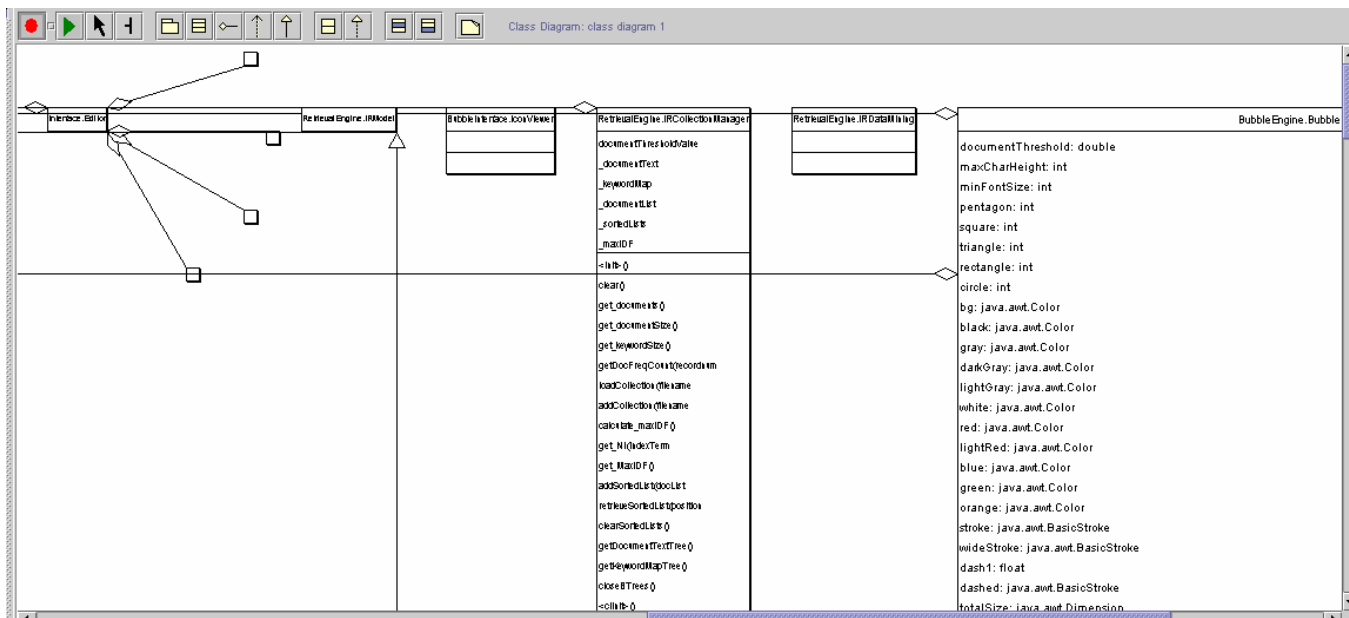 Class Diagram: class diagram 1
Interface.Editor
RetrievalEngine.IRModel
BubbleInterface.IconViewer
RetrievalEngine.IRCollectionManager
documentThresholdValue
_documentText
_keywordMap
_documentList
_sortedLists
_maxIDF
<init>()
clear()
get_documents()
get_documentSize()
get_keywordSize()
getDocFreqCount(recordnum
loadCollection(filename
addCollection(filename
calculate_maxIDF()
get_NI(IndexTerm
get_MaxIDF()
addSortedList(docList
retrieveSortedList(position
clearSortedLists()
getDocumentTextTree()
getKeywordMapTree()
closeBTrees()
<clinit>()
RetrievalEngine.IRDataMining
BubbleEngine.Bubble
documentThreshold: double
maxCharHeight: int
minFontSize: int
pentagon: int
square: int
triangle: int
rectangle: int
circle: int
bg: java.awt.Color
black: java.awt.Color
gray: java.awt.Color
darkGray: java.awt.Color
lightGray: java.awt.Color
white: java.awt.Color
red: java.awt.Color
lightRed: java.awt.Color
blue: java.awt.Color
green: java.awt.Color
orange: java.awt.Color
stroke: java.awt.BasicStroke
wideStroke: java.awt.BasicStroke
dash1: float
dashed: java.awt.BasicStroke
totalSize: java.awt.Dimension